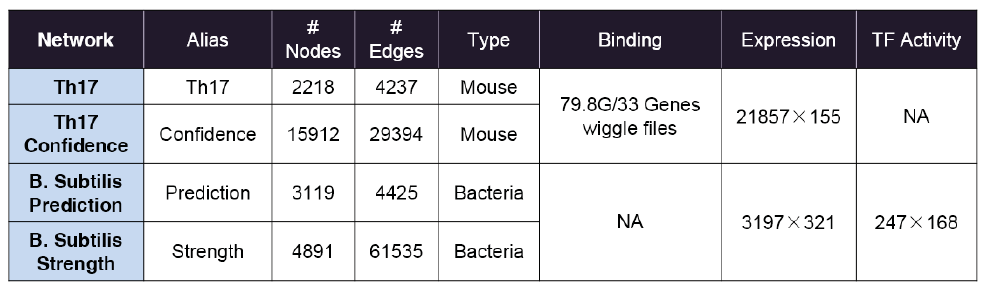 Network Alias # Nodes # Edges Type Binding Expression TF Activity
Th17 Th17 2218 4237 Mouse 79.8G/33 Genes wiggle files 21857×155 NA
Th17 Confidence Confidence 15912 29394 Mouse
B. Subtilis Prediction Prediction 3119 4425 Bacteria NA 3197×321 247×168
B. Subtilis Strength Strength 4891 61535 Bacteria